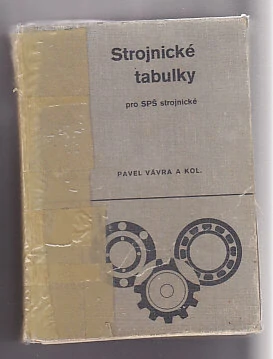 Strojnické
tabulky
pro SPŠ strojnické
PAVEL VÁVRA A KOL.